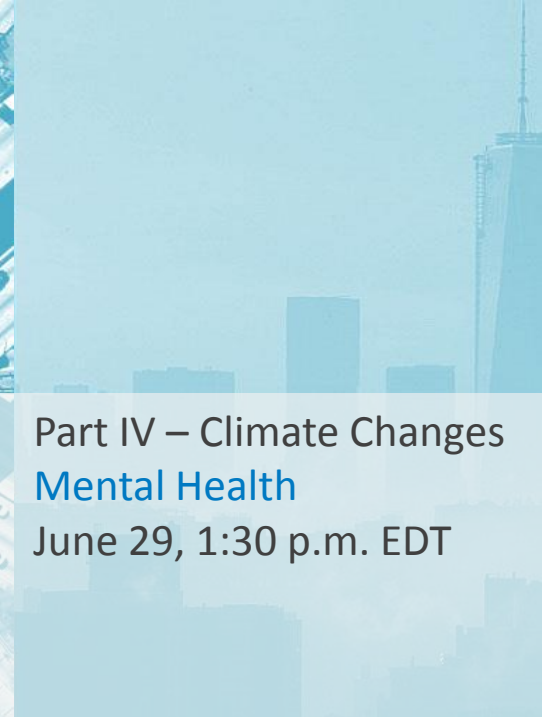 Part IV – Climate Changes
Mental Health
June 29, 1:30 p.m. EDT